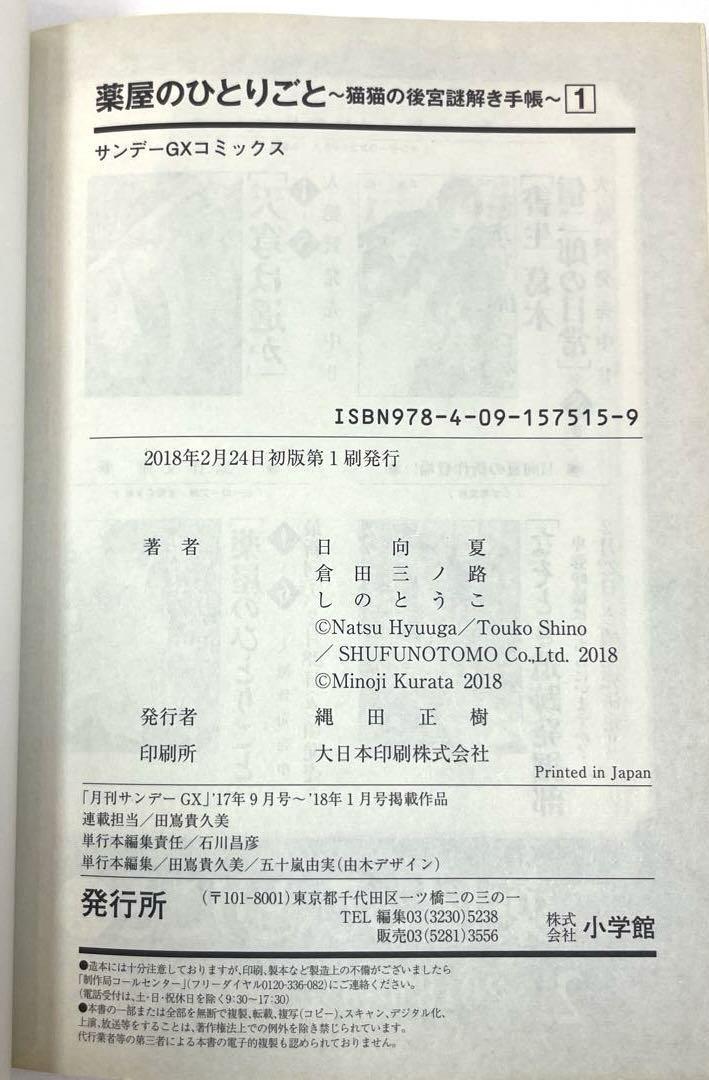 薬屋のひとりごと～猫猫の後宮謎解き手帳～1
サンデーGXコミックス
ISBN978-4-09-157515-9
2018年2月24日初版第1刷発行
著者 日向夏
倉田三ノ路
しのとうこ
©Natsu Hyuuga／Touko Shino
／SHUFUNOTOMO Co.,Ltd. 2018
©Minoji Kurata 2018
発行者 縄田正樹
印刷所 大日本印刷株式会社
Printed in Japan
「月刊サンデーGX」'17年9月号～'18年1月号掲載作品
連載担当／田嶌貴久美
単行本編集責任／石川昌彦
単行本編集／田嶌貴久美／五十嵐由実(由木デザイン)
発行所 (〒101-8001)東京都千代田区一ツ橋二の三の一
TEL 編集03(3230)5238
販売03(5281)3556
株式会社 小学館
●造本には十分注意しておりますが、印刷、製本など製造上の不備がございましたら
「制作局コールセンター」(フリーダイヤル0120-336-082)にご連絡ください。
(電話受付は、土・日・祝休日を除く9:30～17:30)
●本書の一部または全部を無断で複製、転載、複写(コピー)、スキャン、デジタル化、
上演、放送等をすることは、著作権法上での例外を除き禁じられています。
代行業者等の第三者による本書の電子的複製も認められておりません。